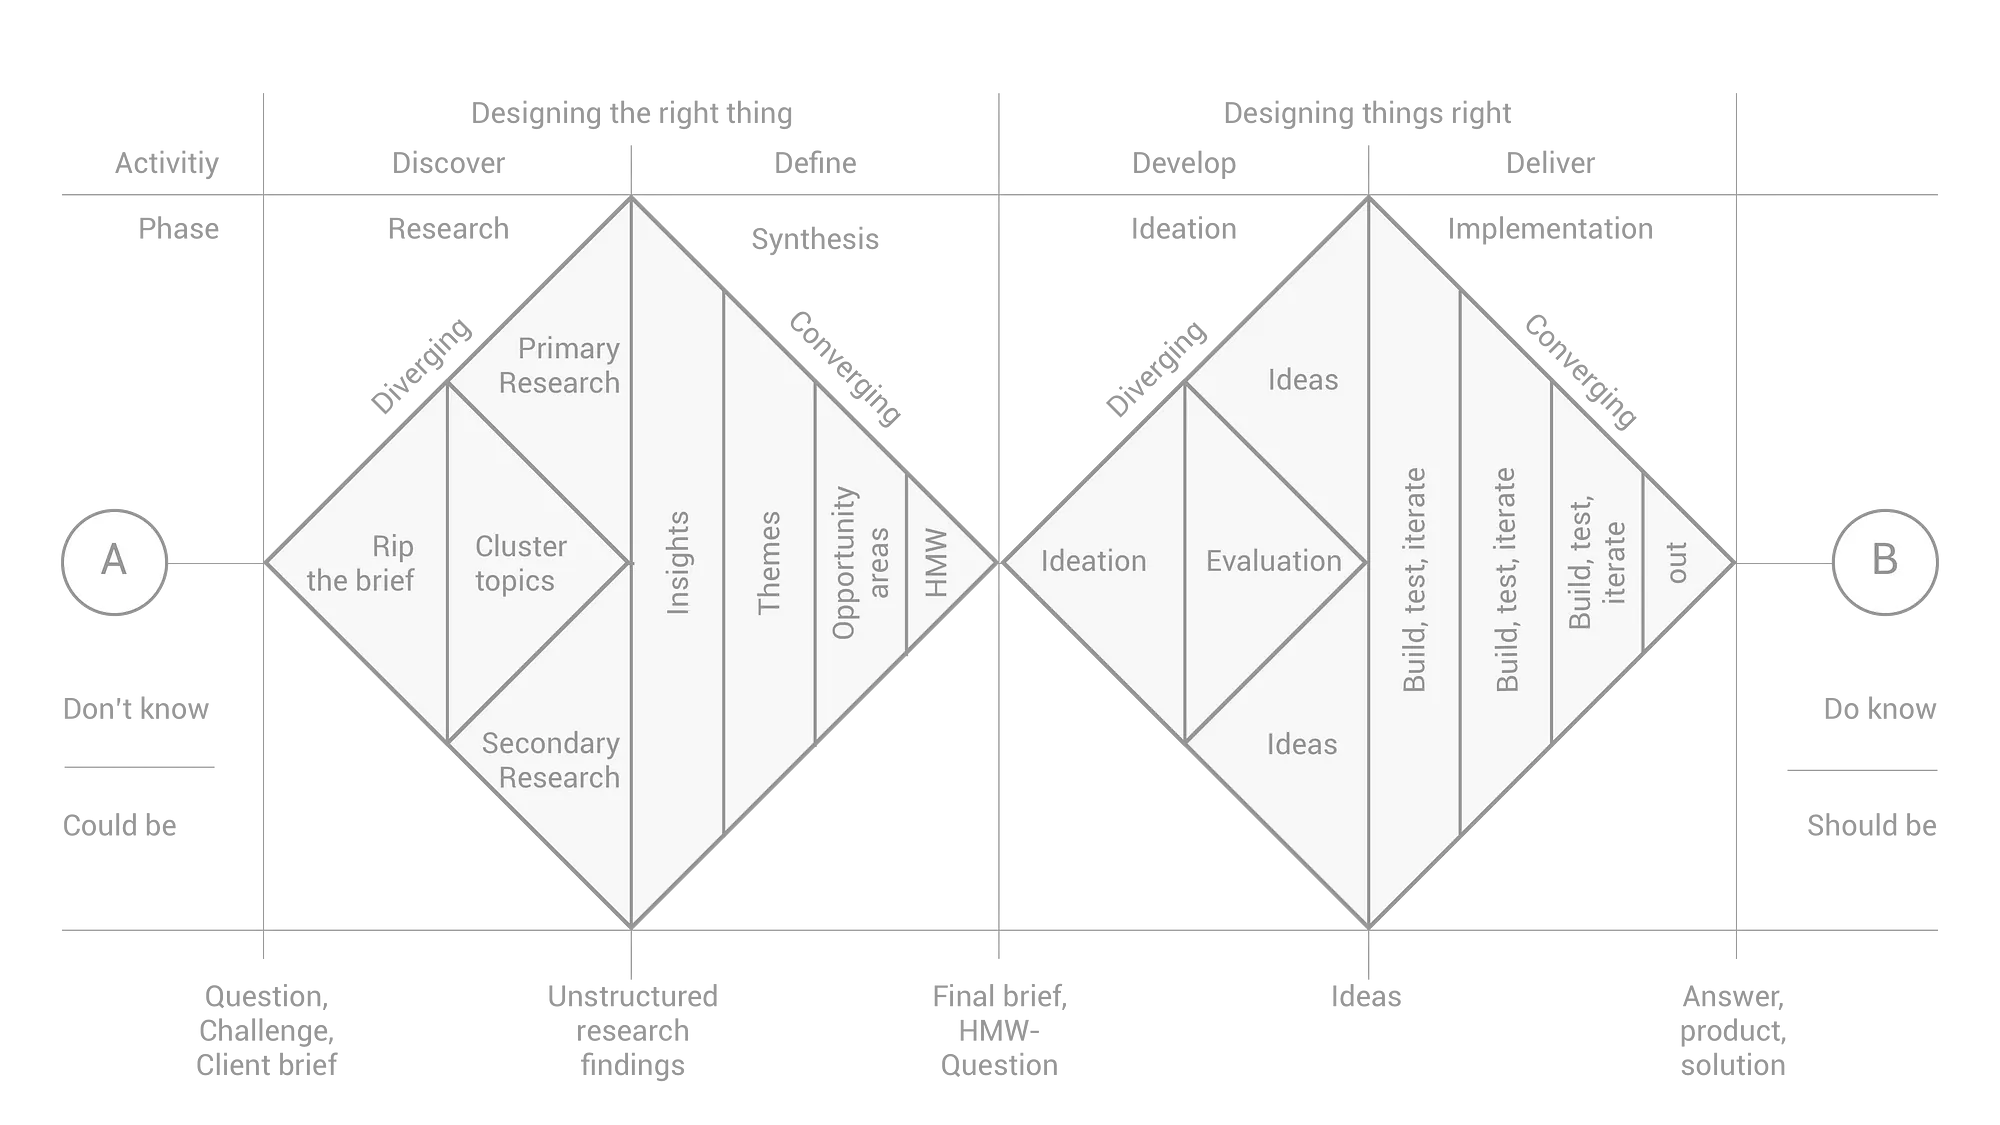 Designing the right thing
Designing things right
Activitiy
Discover
Define
Develop
Deliver
Phase
Research
Synthesis
Ideation
Implementation
Diverging
Primary
Research
Converging
Diverging
Ideas
Converging
A
Rip
the brief
Cluster
topics
Insights
Themes
Opportunity
areas
HMW
Ideation
Evaluation
Build, test, iterate
Build, test, iterate
Build, test,
iterate
out
B
Don't know
Could be
Secondary
Research
Ideas
Do know
Should be
Question,
Challenge,
Client brief
Unstructured
research
findings
Final brief,
HMW-
Question
Ideas
Answer,
product,
solution